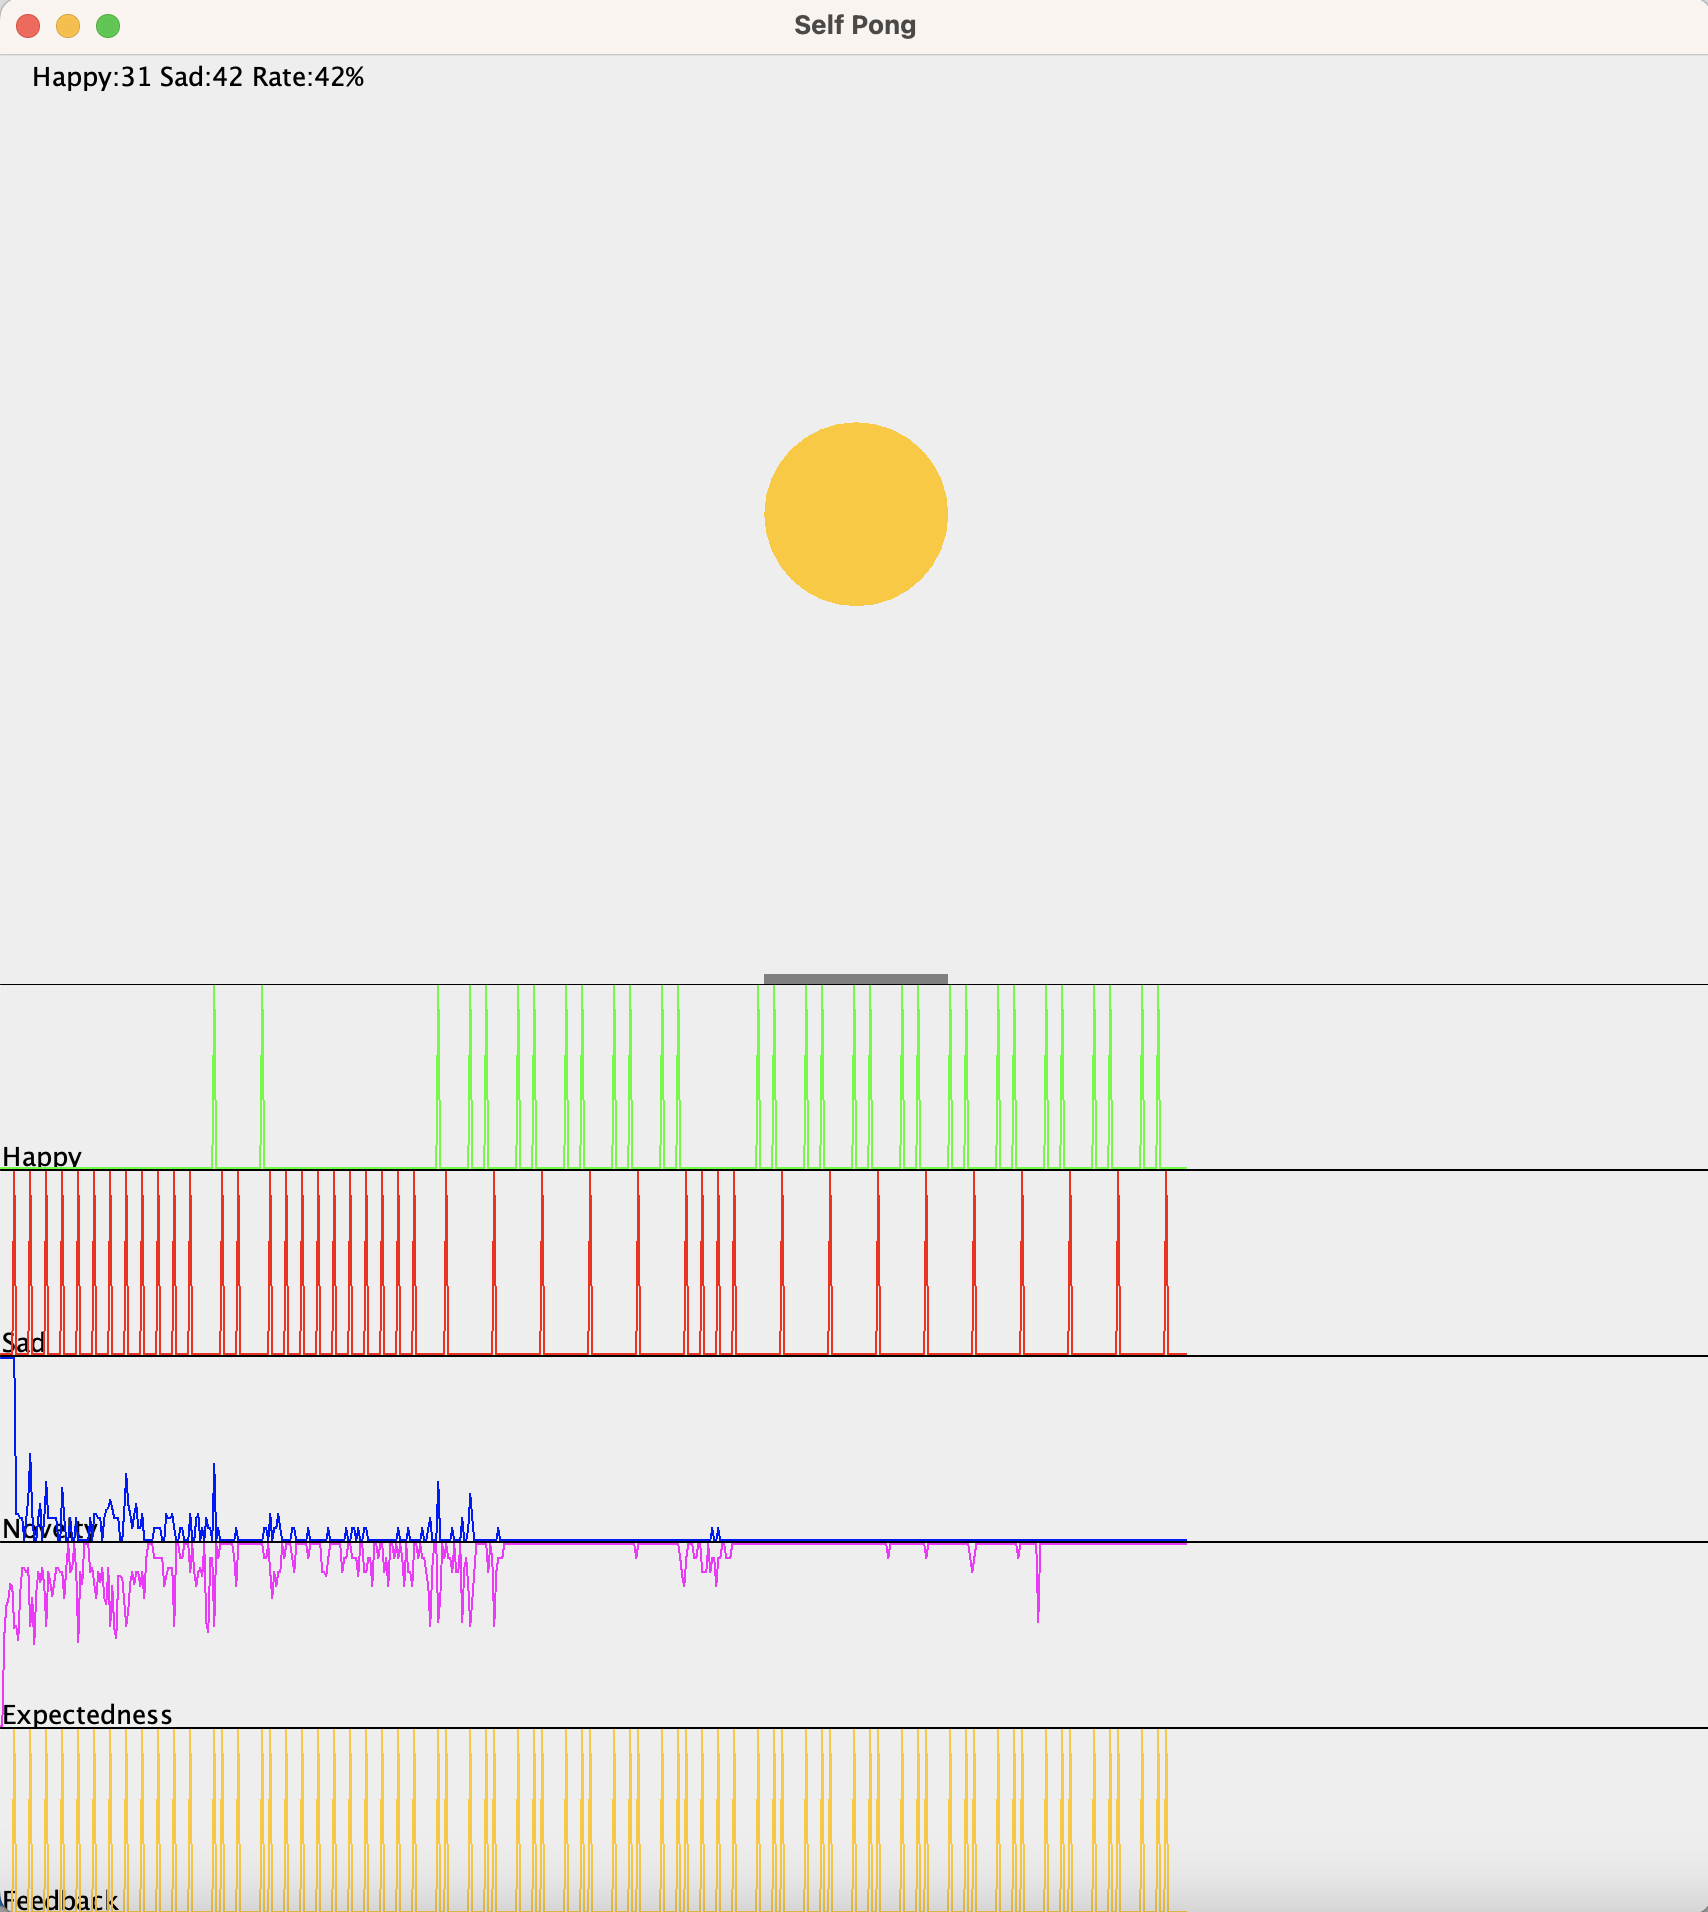 Self Pong
Happy:31 Sad:42 Rate:42%
Happy
Sad
Novelty
Expectedness
Feedback